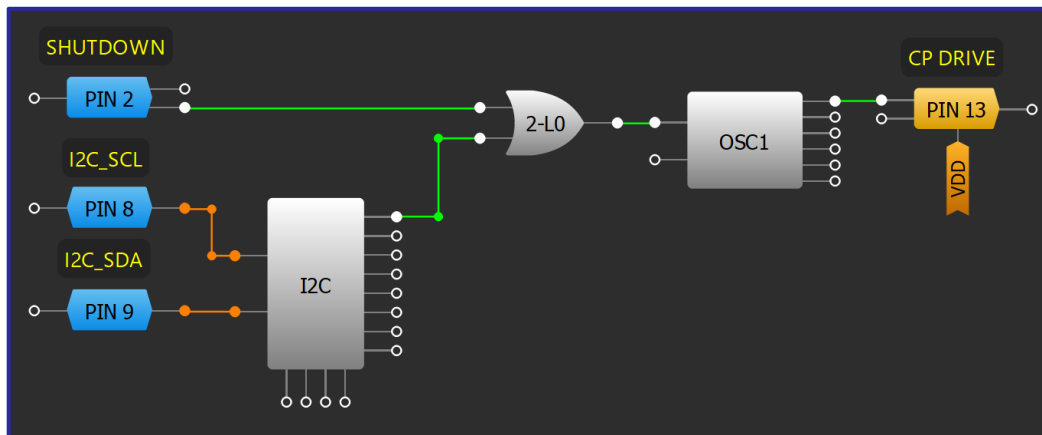 SHUTDOWN
PIN 2
I2C_SCL
PIN 8
I2C_SDA
PIN 9
I2C
2-L0
OSC1
CP DRIVE
PIN 13
VDD